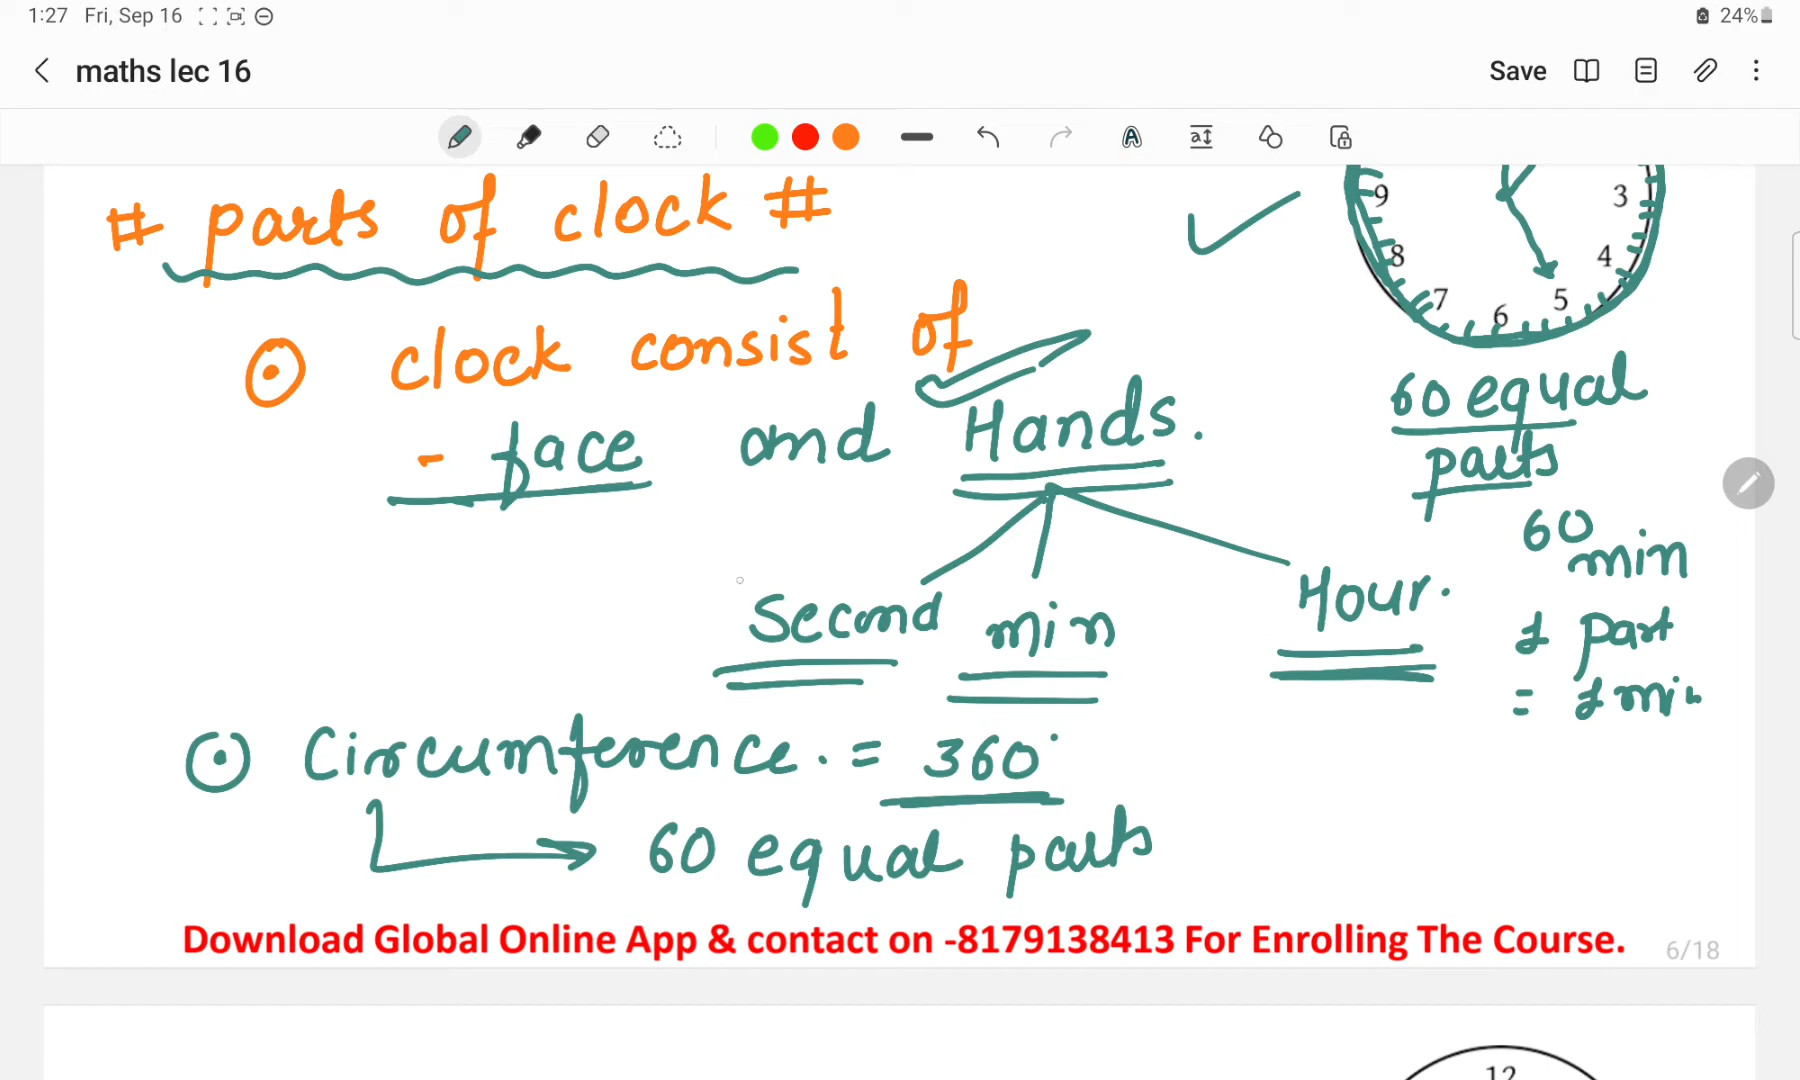 1:27 Fri, Sep 16
24%
maths lec 16
Save
# parts of clock #
9 3
8 4
7 6 5
clock consist of
- face and Hands.
60 equal
parts
60
min
1 part
= 1 min
Second min Hour.
Circumference. = 360°
60 equal parts
Download Global Online App & contact on -8179138413 For Enrolling The Course.
6/18
12